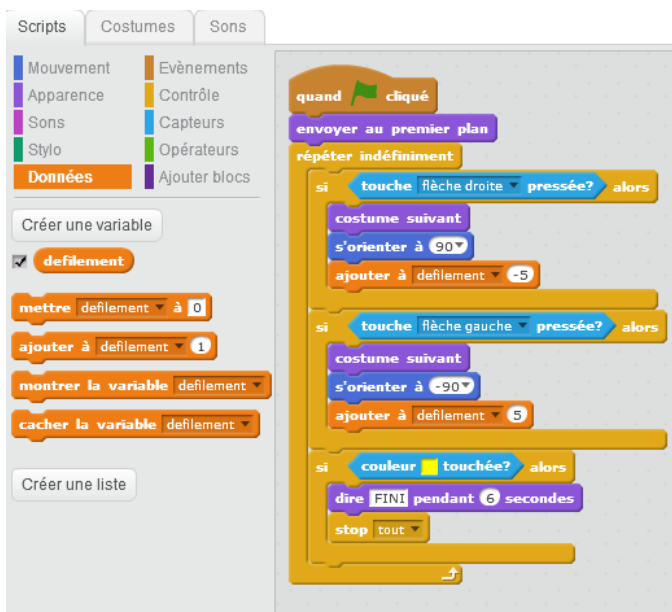 Scripts Costumes Sons
Mouvement Evènements
Apparence Contrôle
Sons Capteurs
Stylo Opérateurs
Données Ajouter blocs
Créer une variable
defilement
mettre defilement à 0
ajouter à defilement 1
montrer la variable defilement
cacher la variable defilement
Créer une liste
quand cliqué
envoyer au premier plan
répéter indéfiniment
si touche flèche droite pressée? alors
costume suivant
s'orienter à 90
ajouter à defilement -5
si touche flèche gauche pressée? alors
costume suivant
s'orienter à -90
ajouter à defilement 5
si couleur touchée? alors
dire FINI pendant 6 secondes
stop tout